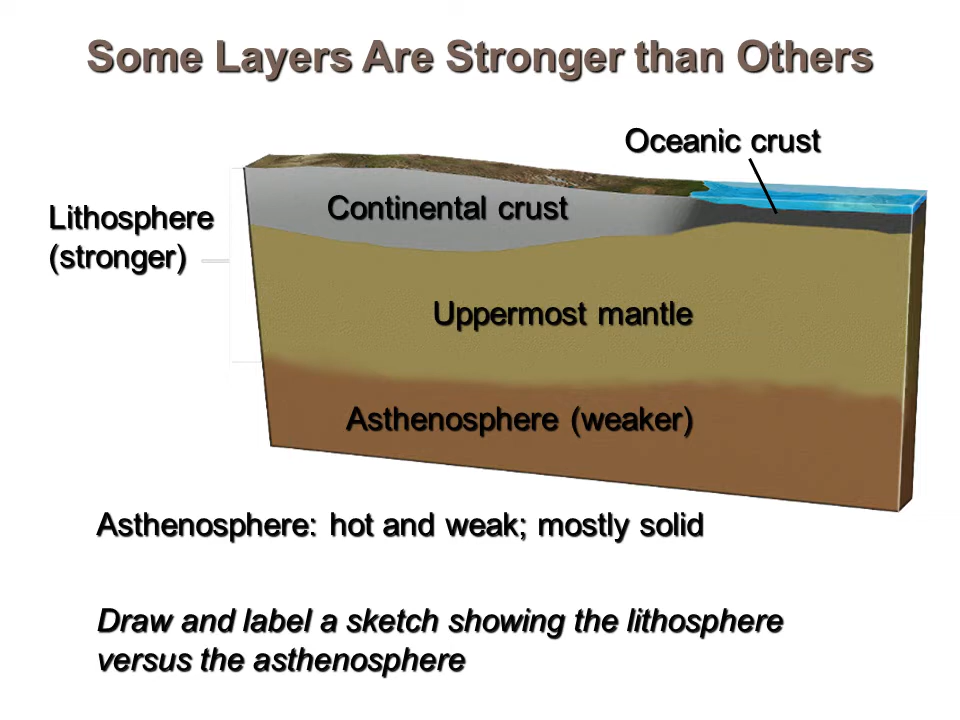 Some Layers Are Stronger than Others
Oceanic crust
Continental crust
Lithosphere
(stronger)
Uppermost mantle
Asthenosphere (weaker)
Asthenosphere: hot and weak; mostly solid
Draw and label a sketch showing the lithosphere
versus the asthenosphere